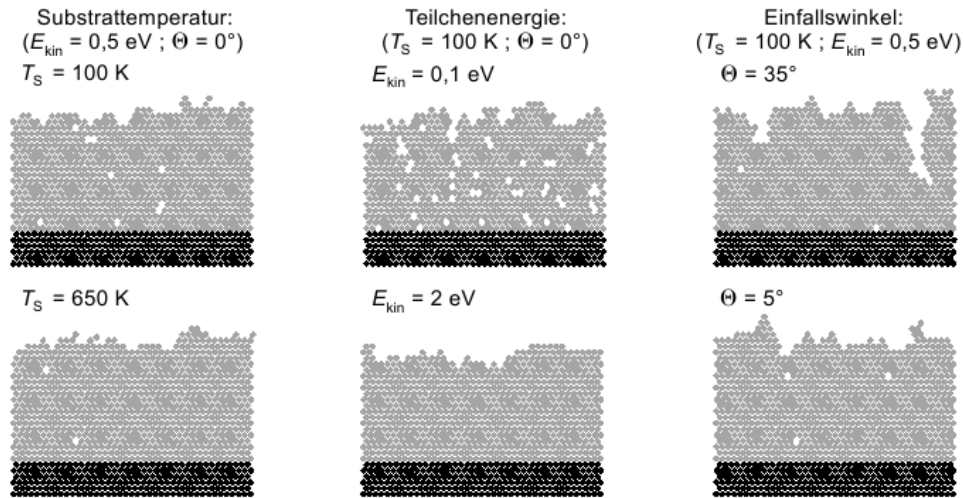 Substrattemperatur:
(E_kin = 0,5 eV ; Θ = 0°)
T_S = 100 K
Teilchenenergie:
(T_S = 100 K ; Θ = 0°)
E_kin = 0,1 eV
Einfallswinkel:
(T_S = 100 K ; E_kin = 0,5 eV)
Θ = 35°
T_S = 650 K
E_kin = 2 eV
Θ = 5°